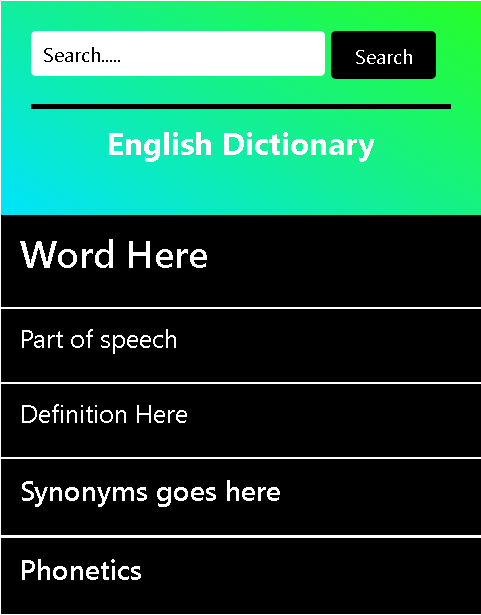 Search.....
Search
English Dictionary
Word Here
Part of speech
Definition Here
Synonyms goes here
Phonetics